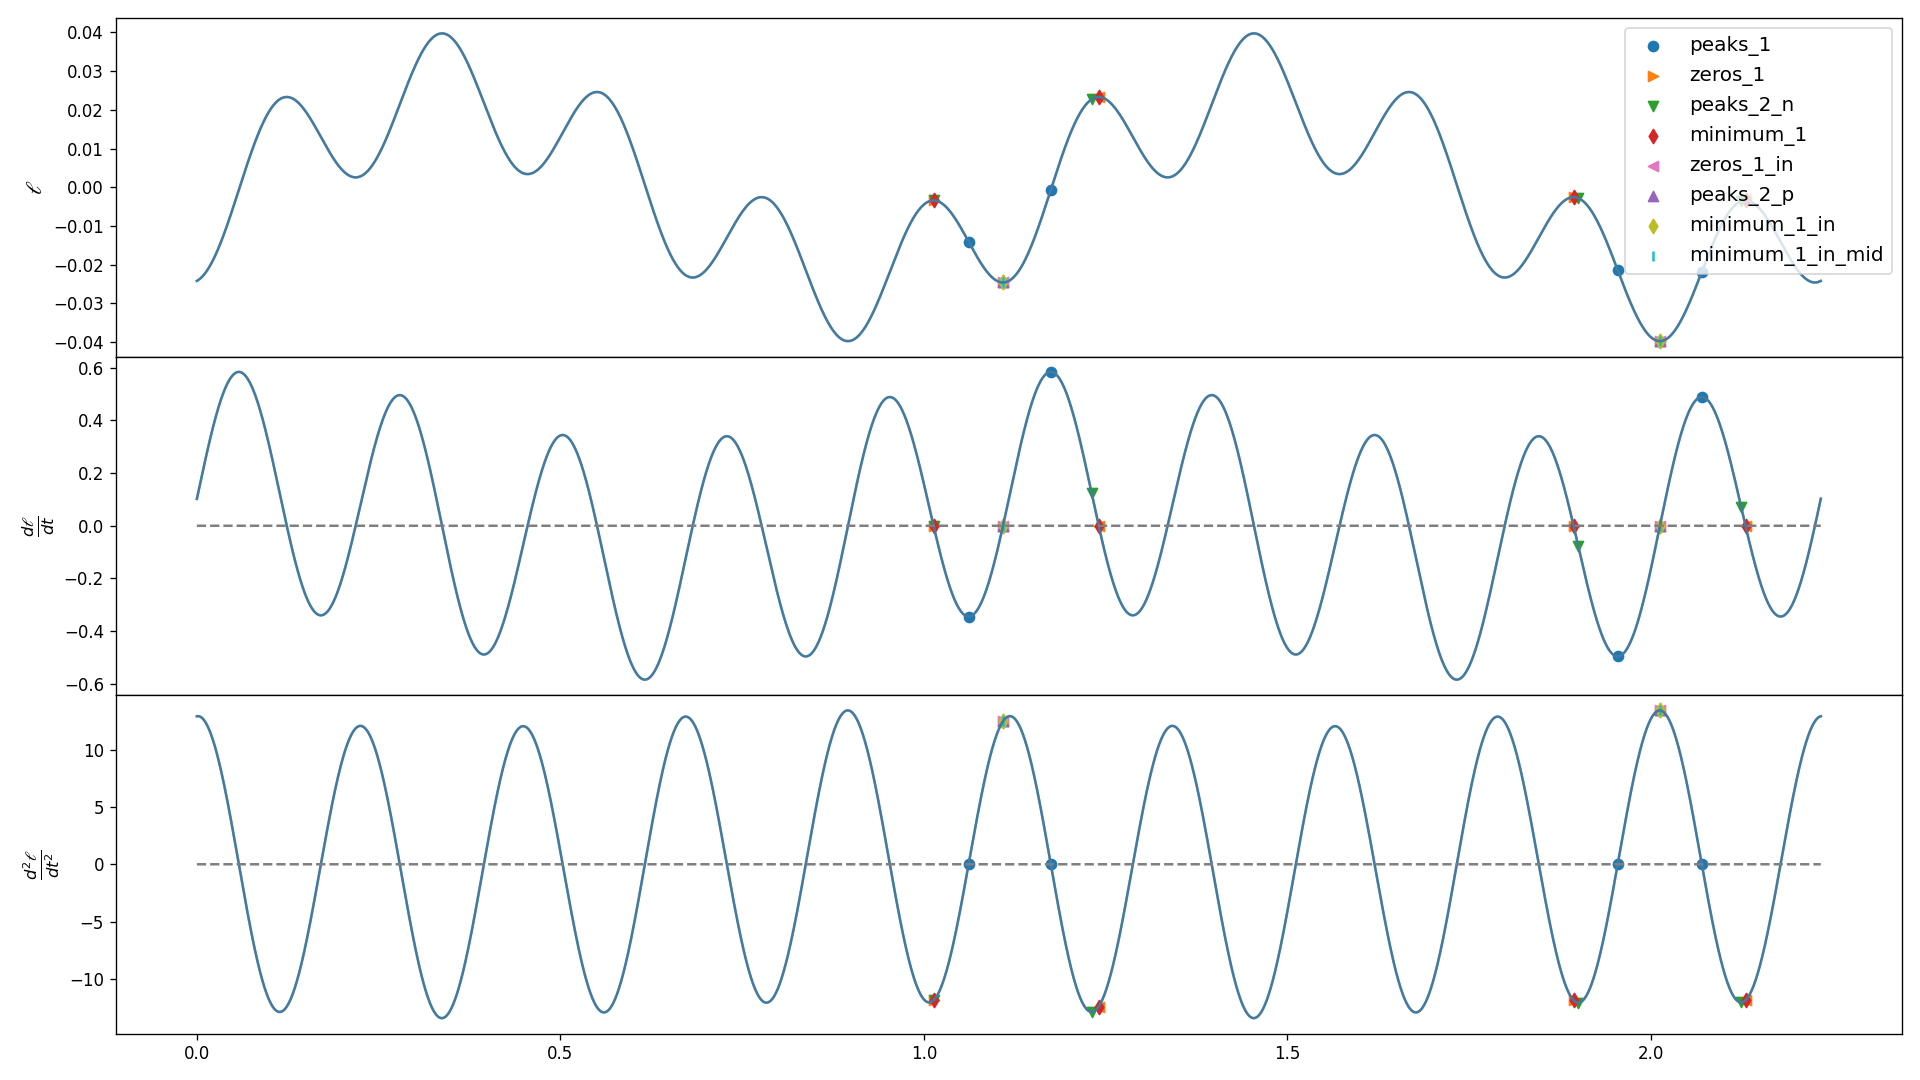 0.04
0.03
0.02
0.01
0.00
−0.01
−0.02
−0.03
−0.04
ℓ
peaks_1
zeros_1
peaks_2_n
minimum_1
zeros_1_in
peaks_2_p
minimum_1_in
minimum_1_in_mid
0.6
0.4
0.2
0.0
−0.2
−0.4
−0.6
dℓ
dt
10
5
0
−5
−10
d²ℓ
dt²
0.0 0.5 1.0 1.5 2.0